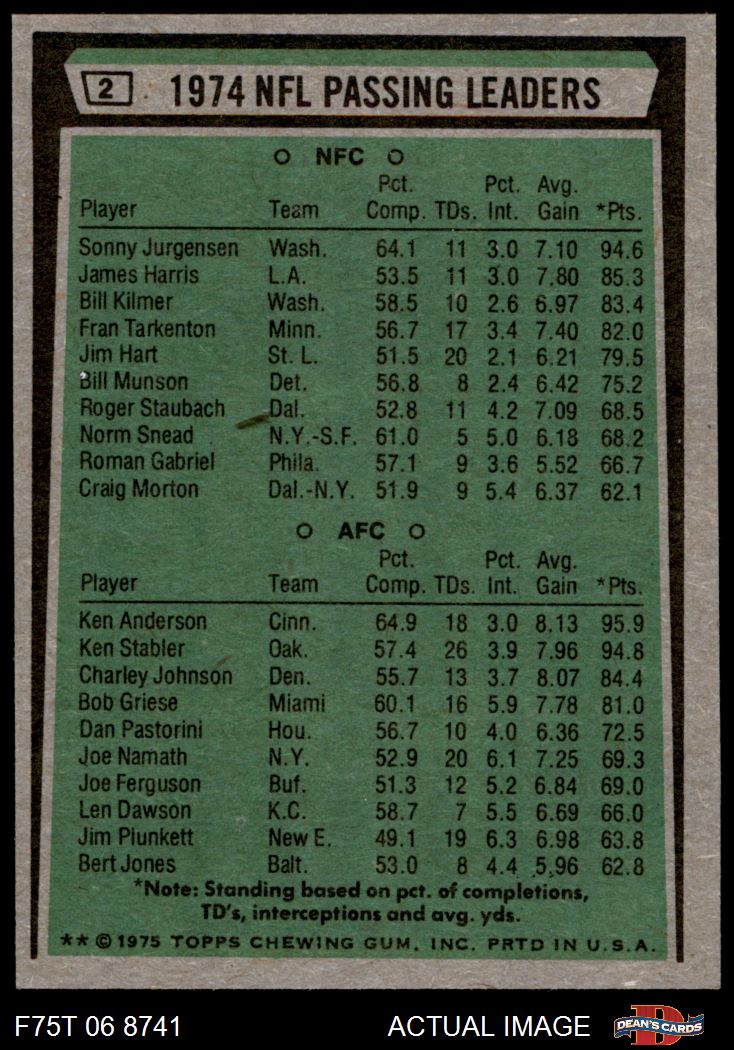 2 1974 NFL PASSING LEADERS
NFC
Pct. Pct. Avg.
Player Team Comp. TDs. Int. Gain *Pts.
Sonny Jurgensen Wash. 64.1 11 3.0 7.10 94.6
James Harris L.A. 53.5 11 3.0 7.80 85.3
Bill Kilmer Wash. 58.5 10 2.6 6.97 83.4
Fran Tarkenton Minn. 56.7 17 3.4 7.40 82.0
Jim Hart St. L. 51.5 20 2.1 6.21 79.5
Bill Munson Det. 56.8 8 2.4 6.42 75.2
Roger Staubach Dal. 52.8 11 4.2 7.09 68.5
Norm Snead N.Y.-S.F. 61.0 5 5.0 6.18 68.2
Roman Gabriel Phila. 57.1 9 3.6 5.52 66.7
Craig Morton Dal.-N.Y. 51.9 9 5.4 6.37 62.1
AFC
Pct. Pct. Avg.
Player Team Comp. TDs. Int. Gain *Pts.
Ken Anderson Cinn. 64.9 18 3.0 8.13 95.9
Ken Stabler Oak. 57.4 26 3.9 7.96 94.8
Charley Johnson Den. 55.7 13 3.7 8.07 84.4
Bob Griese Miami 60.1 16 5.9 7.78 81.0
Dan Pastorini Hou. 56.7 10 4.0 6.36 72.5
Joe Namath N.Y. 52.9 20 6.1 7.25 69.3
Joe Ferguson Buf. 51.3 12 5.2 6.84 69.0
Len Dawson K.C. 58.7 7 5.5 6.69 66.0
Jim Plunkett New E. 49.1 19 6.3 6.98 63.8
Bert Jones Balt. 53.0 8 4.4 5.96 62.8
*Note: Standing based on pct. of completions,
TD's, interceptions and avg. yds.
** © 1975 TOPPS CHEWING GUM, INC. PRTD IN U.S.A.
F75T 06 8741 ACTUAL IMAGE D DEAN'S CARDS